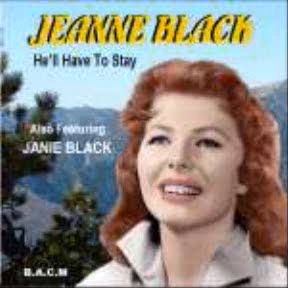 JEANNE BLACK
He'll Have To Stay
Also Featuring
JANIE BLACK
B.A.C.M